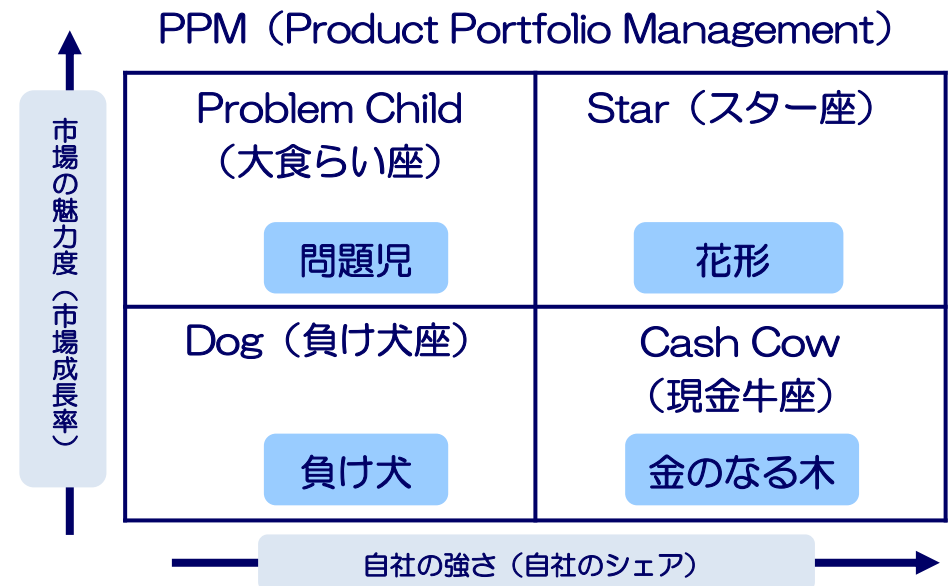 PPM（Product Portfolio Management）
市場の魅力度（市場成長率）
Problem Child
（大食らい座）
問題児
Star（スター座）
花形
Dog（負け犬座）
負け犬
Cash Cow
（現金牛座）
金のなる木
自社の強さ（自社のシェア）